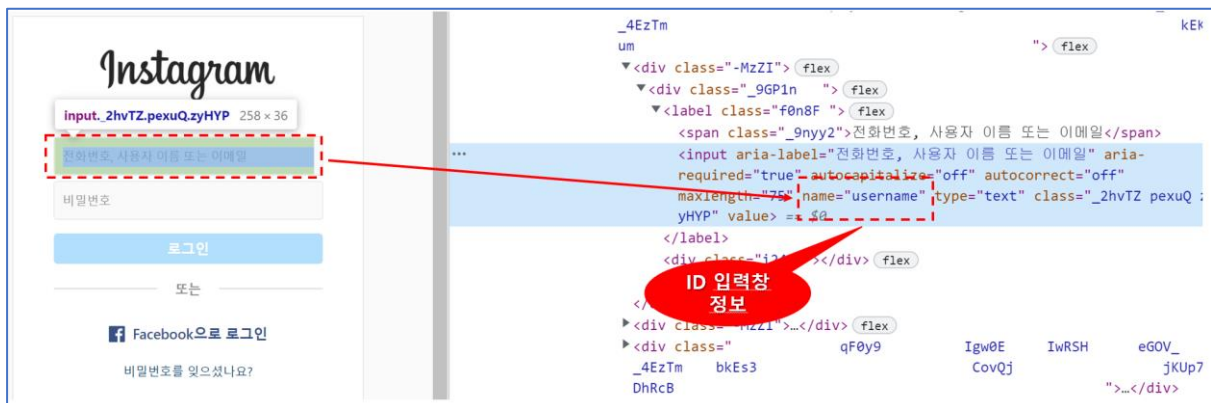 Instagram
input._2hvTZ.pexuQ.zyHYP 258 × 36
전화번호, 사용자 이름 또는 이메일
비밀번호
로그인
또는
Facebook으로 로그인
비밀번호를 잊으셨나요?
_4EzTm
um "> flex
▼<div class="-MzZI"> flex
▼<div class="_9GP1n "> flex
▼<label class="f0n8F ">
<span class="_9nyy2">전화번호, 사용자 이름 또는 이메일</span>
... <input aria-label="전화번호, 사용자 이름 또는 이메일" aria-
required="true" autocapitalize="off" autocorrect="off"
maxlength="75" name="username" type="text" class="_2hvTZ pexuQ z
yHYP" value> == $0
</label>
<div ></div> flex
ID 입력창
정보
▶<div class="-MzZI">…</div> flex
▶<div class=" qF0y9 Igw0E IwRSH eGOV_
_4EzTm bkEs3 CovQj jKUp7
DhRcB ">…</div>